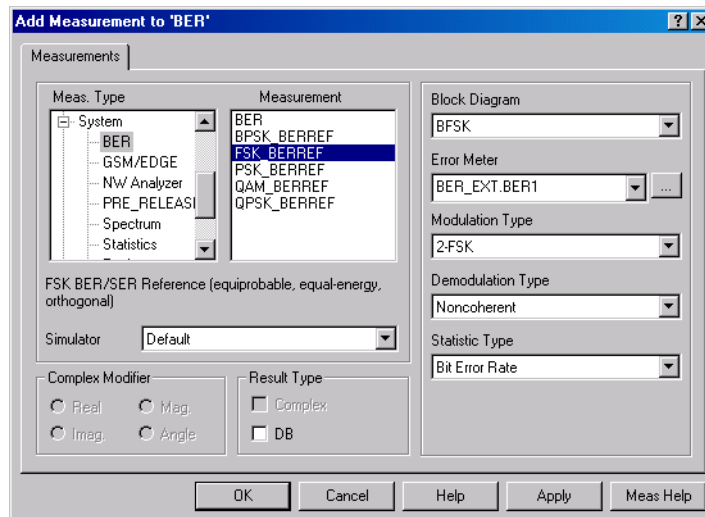 Add Measurement to 'BER'
Measurements
Meas. Type
System
BER
GSM/EDGE
NW Analyzer
PRE_RELEAS
Spectrum
Statistics
Measurement
BER
BPSK_BERREF
FSK_BERREF
PSK_BERREF
QAM_BERREF
QPSK_BERREF
FSK BER/SER Reference (equiprobable, equal-energy,
orthogonal)
Simulator Default
Complex Modifier
Real Mag.
Imag. Angle
Result Type
Complex
DB
Block Diagram
BFSK
Error Meter
BER_EXT.BER1 ...
Modulation Type
2-FSK
Demodulation Type
Noncoherent
Statistic Type
Bit Error Rate
OK Cancel Help Apply Meas Help